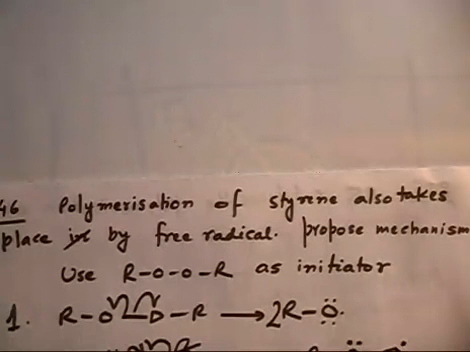 46 Polymerisation of styrene also takes
place by free radical. propose mechanism
Use R-O-O-R as initiator
1. R-O-O-R → 2R-Ö.